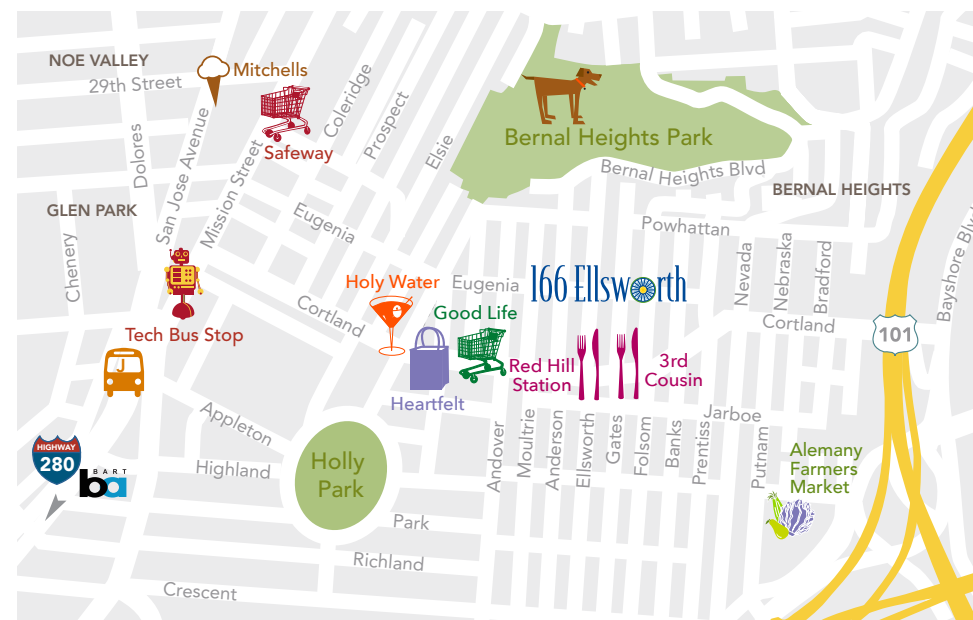 NOE VALLEY
29th Street
Mitchells
Safeway
Coleridge
Prospect
Elsie
Bernal Heights Park
Bernal Heights Blvd
BERNAL HEIGHTS
Dolores
San Jose Avenue
Mission Street
GLEN PARK
Chenery
Eugenia
Powhattan
Nevada
Nebraska
Bradford
Holy Water
Eugenia
166 Ellsworth
Cortland
Good Life
Cortland
101
Tech Bus Stop
J
Red Hill
Station
3rd
Cousin
Heartfelt
Appleton
Jarboe
Andover
Moultrie
Anderson
Ellsworth
Gates
Folsom
Banks
Prentiss
Putnam
HIGHWAY
280
BART
ba
Highland
Holly
Park
Alemany
Farmers
Market
Park
Richland
Crescent